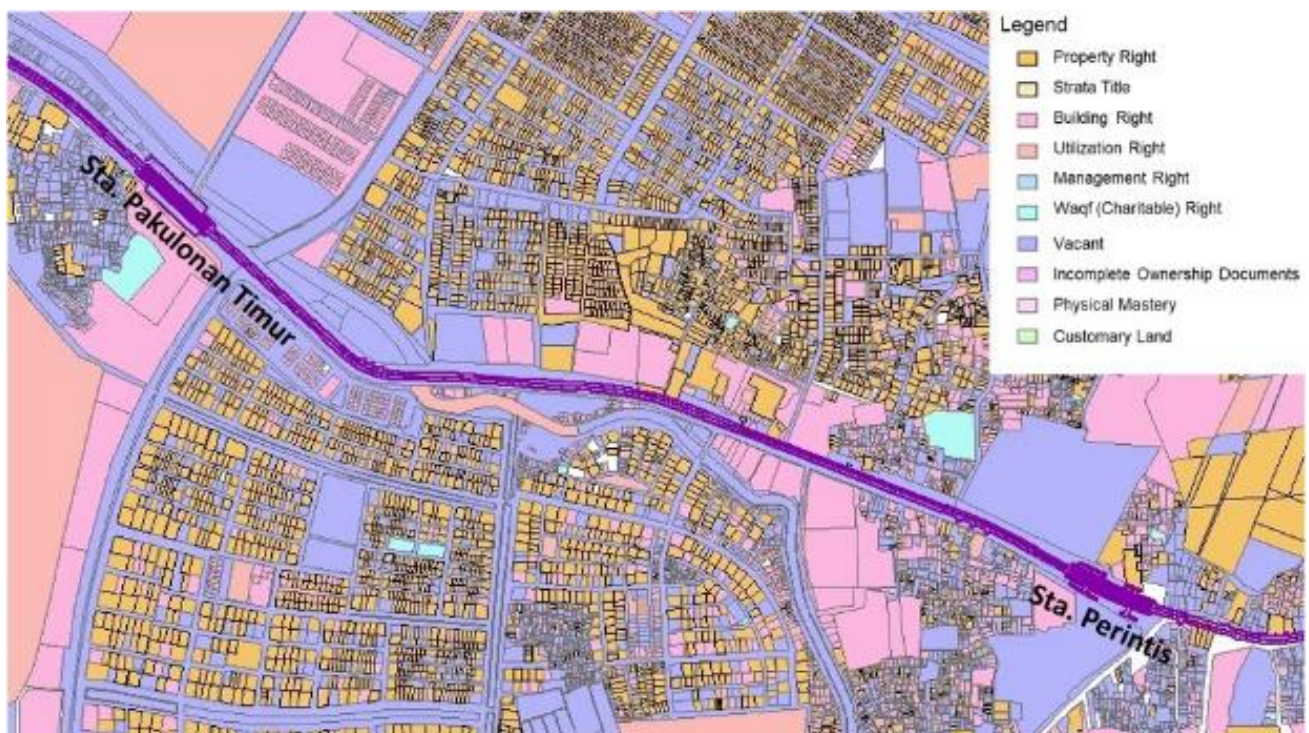 Legend
Property Right
Strata Title
Building Right
Utilization Right
Management Right
Waqf (Charitable) Right
Vacant
Incomplete Ownership Documents
Physical Mastery
Customary Land
Sta. Pakulonan Timur
Sta. Perintis